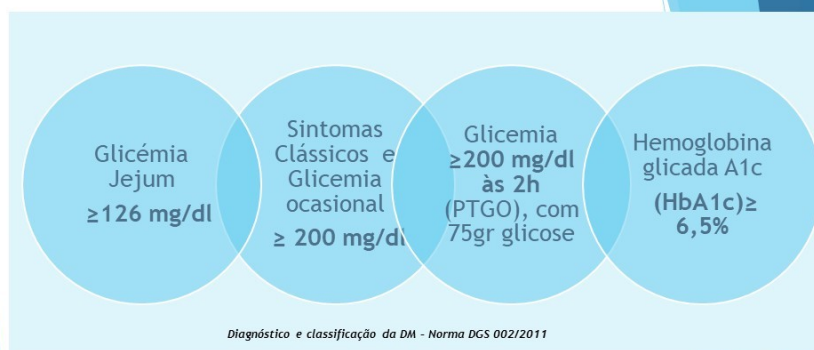 Glicémia
Jejum
≥126 mg/dl
Sintomas
Clássicos e
Glicemia
ocasional
≥ 200 mg/dl
Glicemia
≥200 mg/dl
às 2h
(PTGO), com
75gr glicose
Hemoglobina
glicada A1c
(HbA1c)≥
6,5%
Diagnóstico e classificação da DM - Norma DGS 002/2011